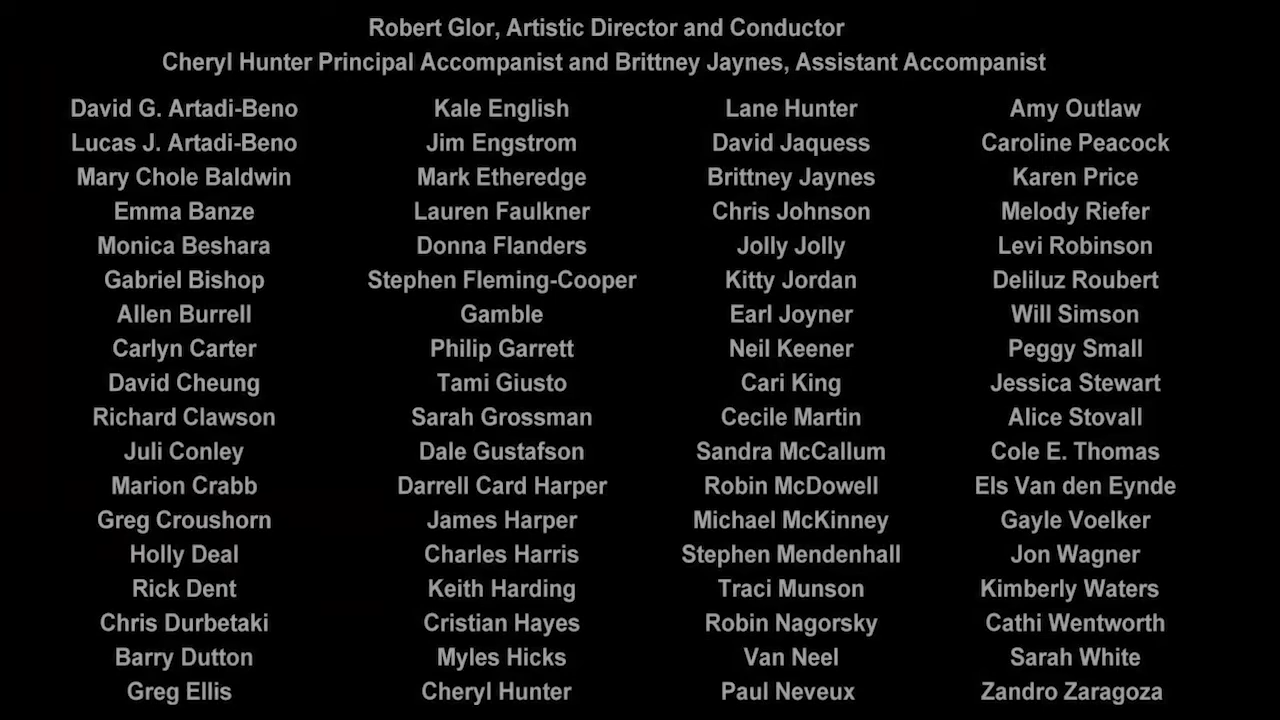 Robert Glor, Artistic Director and Conductor
Cheryl Hunter Principal Accompanist and Brittney Jaynes, Assistant Accompanist
David G. Artadi-Beno
Lucas J. Artadi-Beno
Mary Chole Baldwin
Emma Banze
Monica Beshara
Gabriel Bishop
Allen Burrell
Carlyn Carter
David Cheung
Richard Clawson
Juli Conley
Marion Crabb
Greg Croushorn
Holly Deal
Rick Dent
Chris Durbetaki
Barry Dutton
Greg Ellis
Kale English
Jim Engstrom
Mark Etheredge
Lauren Faulkner
Donna Flanders
Stephen Fleming-Cooper
Gamble
Philip Garrett
Tami Giusto
Sarah Grossman
Dale Gustafson
Darrell Card Harper
James Harper
Charles Harris
Keith Harding
Cristian Hayes
Myles Hicks
Cheryl Hunter
Lane Hunter
David Jaquess
Brittney Jaynes
Chris Johnson
Jolly Jolly
Kitty Jordan
Earl Joyner
Neil Keener
Cari King
Cecile Martin
Sandra McCallum
Robin McDowell
Michael McKinney
Stephen Mendenhall
Traci Munson
Robin Nagorsky
Van Neel
Paul Neveux
Amy Outlaw
Caroline Peacock
Karen Price
Melody Riefer
Levi Robinson
Deliluz Roubert
Will Simson
Peggy Small
Jessica Stewart
Alice Stovall
Cole E. Thomas
Els Van den Eynde
Gayle Voelker
Jon Wagner
Kimberly Waters
Cathi Wentworth
Sarah White
Zandro Zaragoza